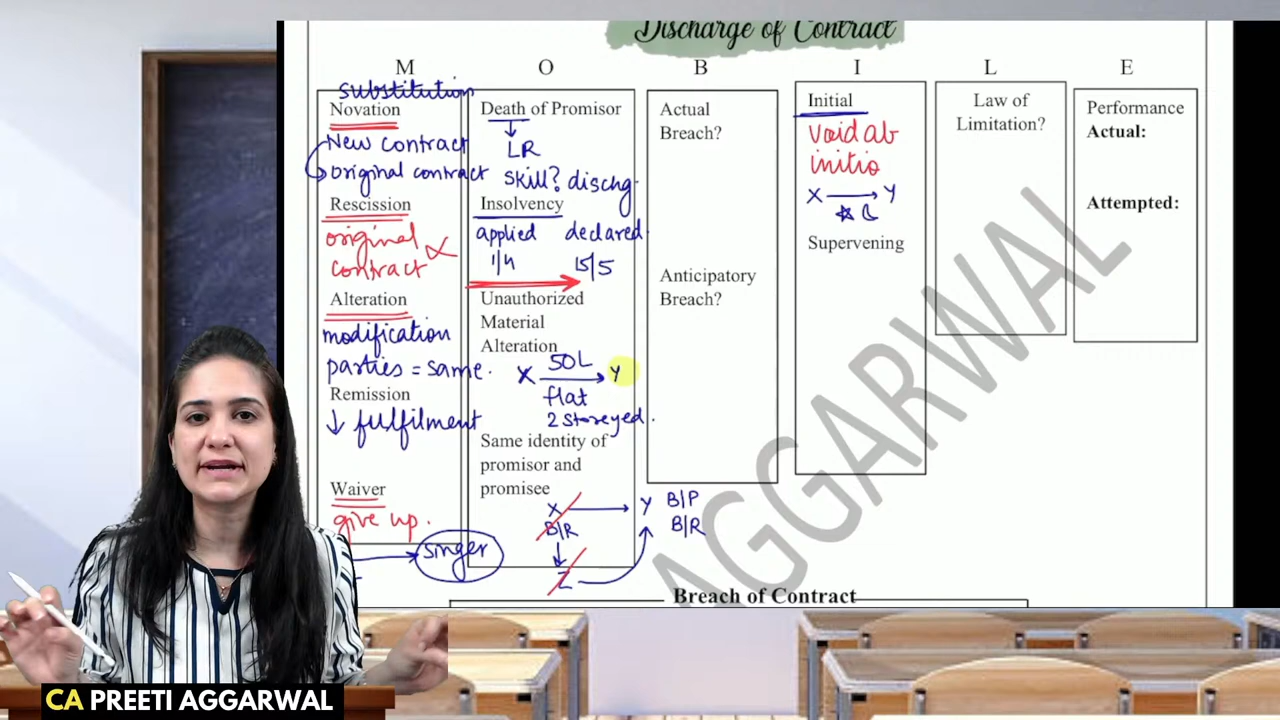 Discharge of Contract
M
O
B
I
L
E
substitution
Novation
New contract
original contract
Rescission
original
contract
Alteration
modification
parties = same.
Remission
↓ fulfilment
Waiver
give up.
singer
Death of Promisor
↓
LR
skill? dischg.
Insolvency
applied declared
1/4 15/5
Unauthorized
Material
Alteration
X 50L → Y
flat
2 storeyed.
Same identity of
promisor and
promisee
X → Y B/P
B/R B/R
↓
Z
Actual
Breach?
Anticipatory
Breach?
Initial
Void ab
initio
X → Y
Supervening
Law of
Limitation?
Performance
Actual:
Attempted:
AGGARWAL
Breach of Contract
CA PREETI AGGARWAL